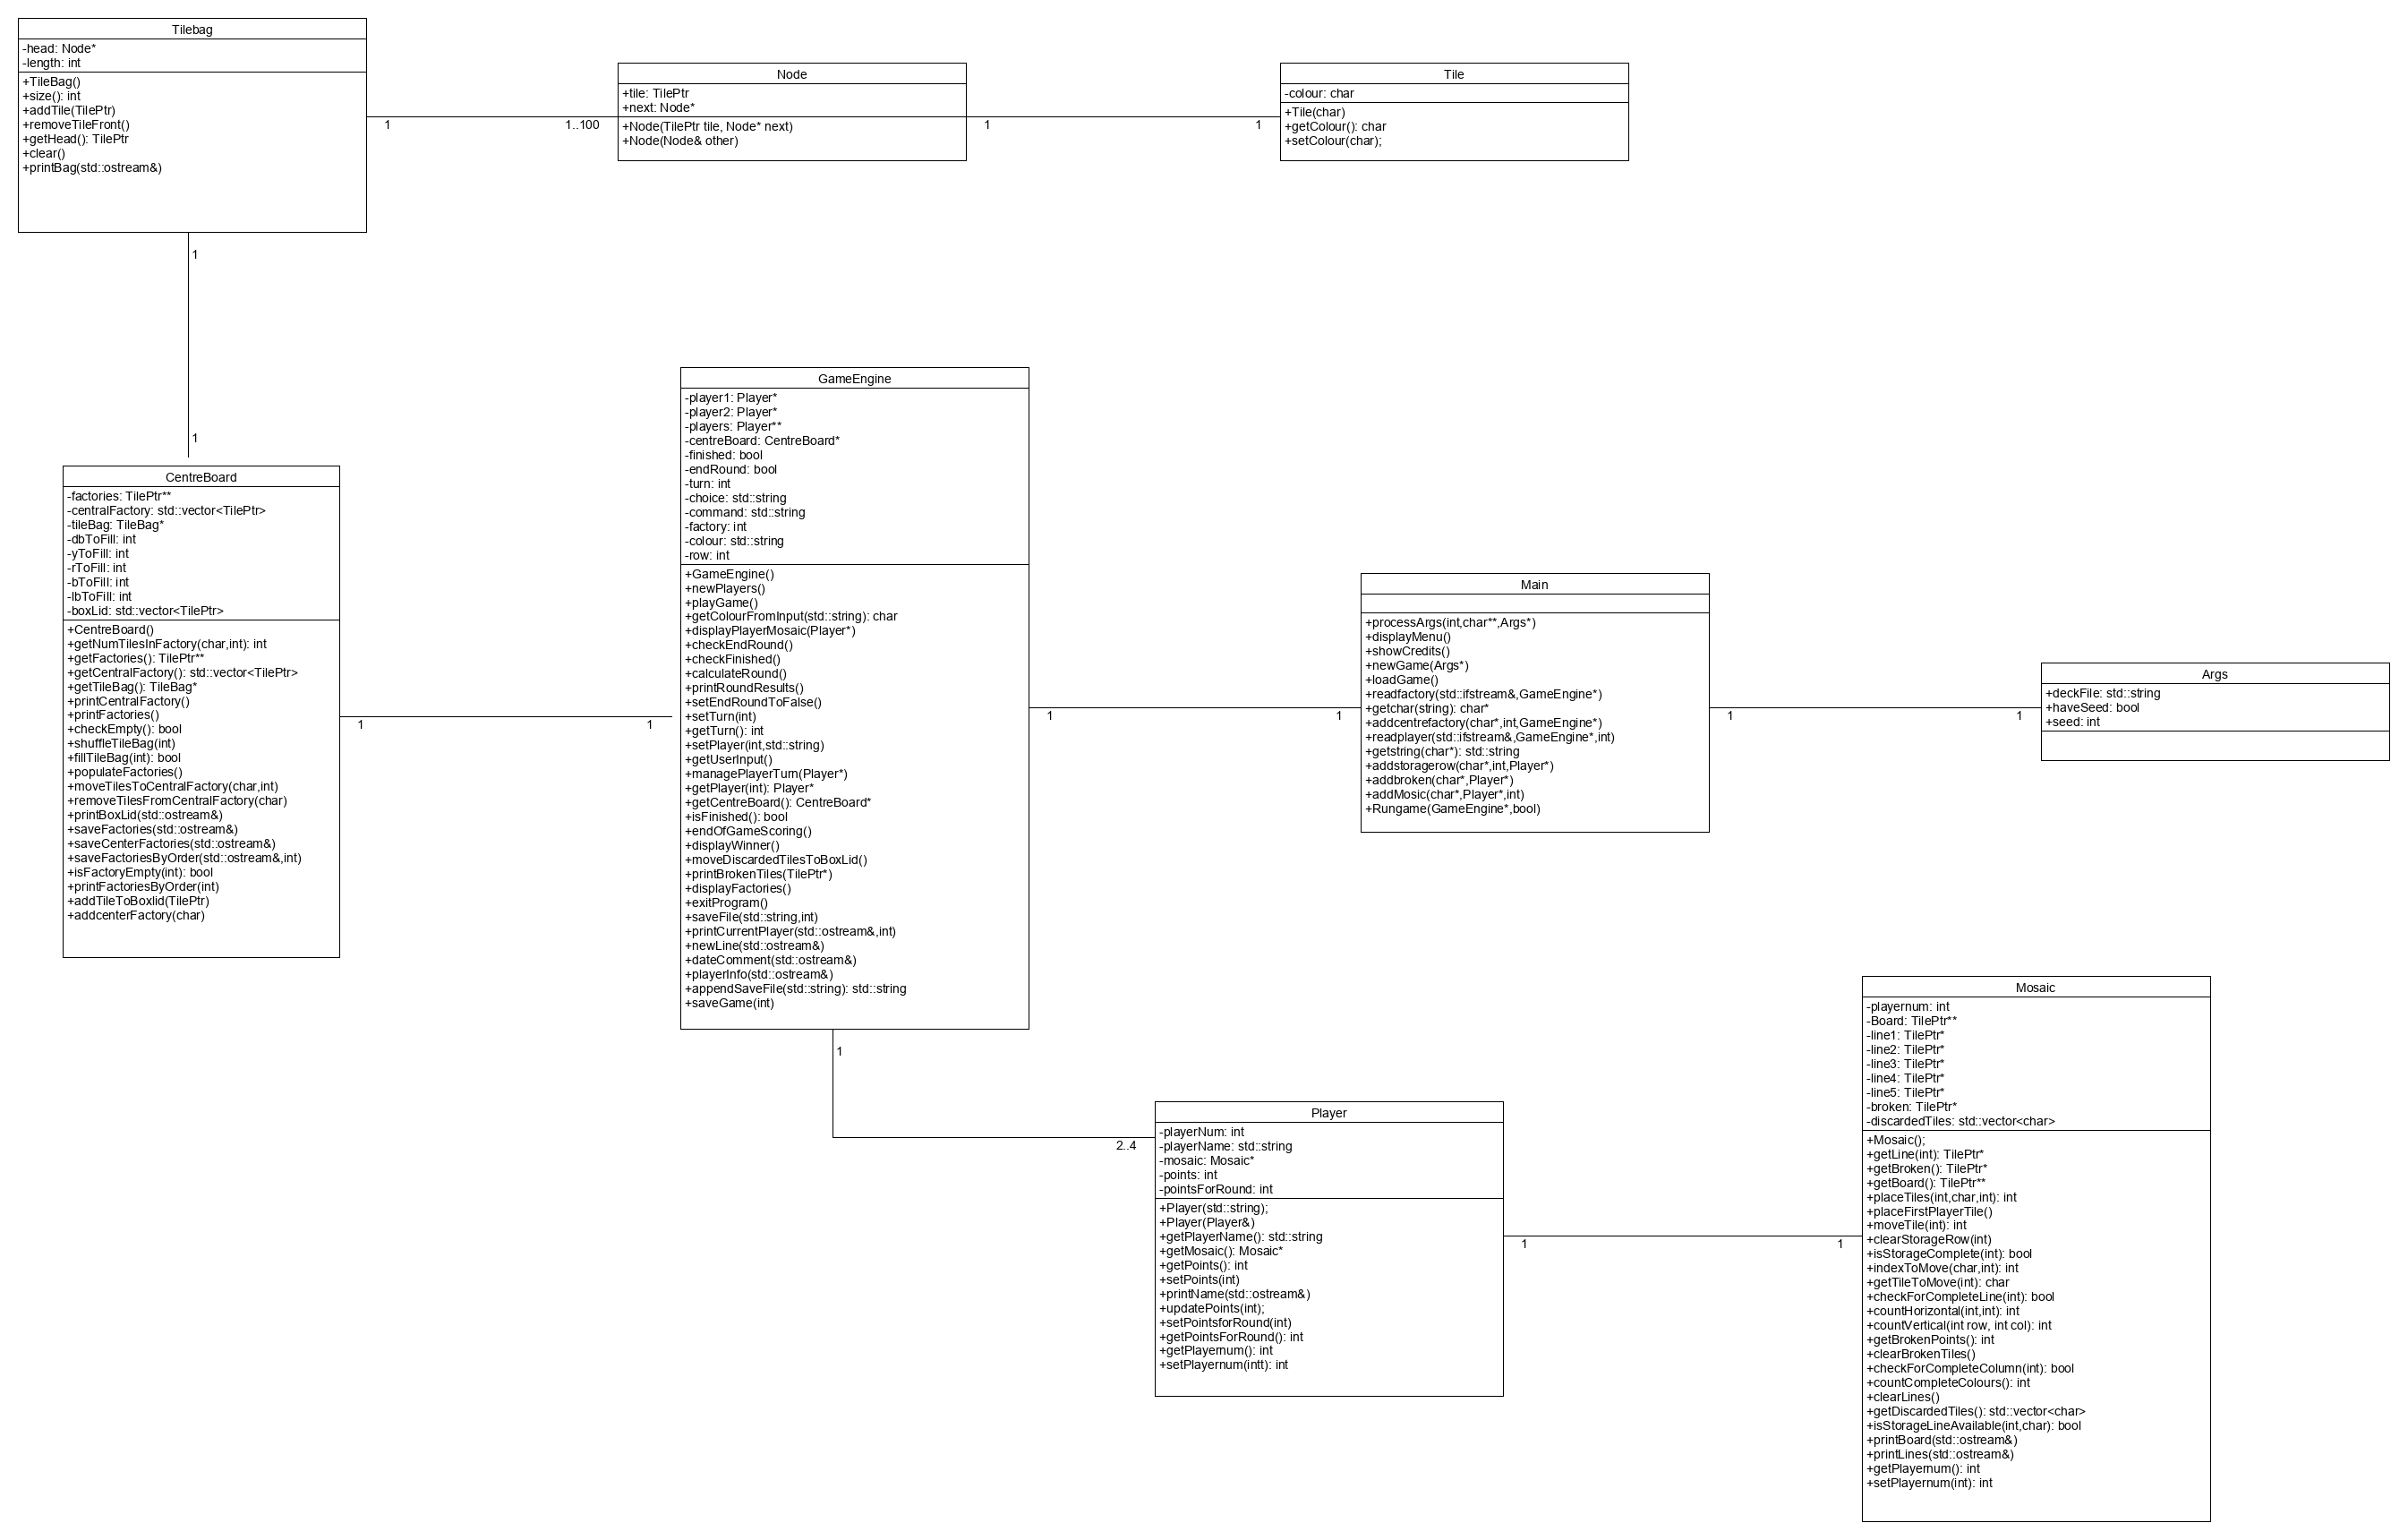 Tilebag
-head: Node*
-length: int
+TileBag()
+size(): int
+addTile(TilePtr)
+removeTileFront()
+getHead(): TilePtr
+clear()
+printBag(std::ostream&)
1
1..100
Node
+tile: TilePtr
+next: Node*
+Node(TilePtr tile, Node* next)
+Node(Node& other)
1
1
Tile
-colour: char
+Tile(char)
+getColour(): char
+setColour(char);
1
1
CentreBoard
-factories: TilePtr**
-centralFactory: std::vector<TilePtr>
-tileBag: TileBag*
-dbToFill: int
-yToFill: int
-rToFill: int
-bToFill: int
-lbToFill: int
-boxLid: std::vector<TilePtr>
+CentreBoard()
+getNumTilesInFactory(char,int): int
+getFactories(): TilePtr**
+getCentralFactory(): std::vector<TilePtr>
+getTileBag(): TileBag*
+printCentralFactory()
+printFactories()
+checkEmpty(): bool
+shuffleTileBag(int)
+fillTileBag(int): bool
+populateFactories()
+moveTilesToCentralFactory(char,int)
+removeTilesFromCentralFactory(char)
+printBoxLid(std::ostream&)
+saveFactories(std::ostream&)
+saveCenterFactories(std::ostream&)
+saveFactoriesByOrder(std::ostream&,int)
+isFactoryEmpty(int): bool
+printFactoriesByOrder(int)
+addTileToBoxlid(TilePtr)
+addcenterFactory(char)
1
1
GameEngine
-player1: Player*
-player2: Player*
-players: Player**
-centreBoard: CentreBoard*
-finished: bool
-endRound: bool
-turn: int
-choice: std::string
-command: std::string
-factory: int
-colour: std::string
-row: int
+GameEngine()
+newPlayers()
+playGame()
+getColourFromInput(std::string): char
+displayPlayerMosaic(Player*)
+checkEndRound()
+checkFinished()
+calculateRound()
+printRoundResults()
+setEndRoundToFalse()
+setTurn(int)
+getTurn(): int
+setPlayer(int,std::string)
+getUserInput()
+managePlayerTurn(Player*)
+getPlayer(int): Player*
+getCentreBoard(): CentreBoard*
+isFinished(): bool
+endOfGameScoring()
+displayWinner()
+moveDiscardedTilesToBoxLid()
+printBrokenTiles(TilePtr*)
+displayFactories()
+exitProgram()
+saveFile(std::string,int)
+printCurrentPlayer(std::ostream&,int)
+newLine(std::ostream&)
+dateComment(std::ostream&)
+playerInfo(std::ostream&)
+appendSaveFile(std::string): std::string
+saveGame(int)
1
1
Main
+processArgs(int,char**,Args*)
+displayMenu()
+showCredits()
+newGame(Args*)
+loadGame()
+readfactory(std::ifstream&,GameEngine*)
+getchar(string): char*
+addcentrefactory(char*,int,GameEngine*)
+readplayer(std::ifstream&,GameEngine*,int)
+getstring(char*): std::string
+addstoragerow(char*,int,Player*)
+addbroken(char*,Player*)
+addMosic(char*,Player*,int)
+Rungame(GameEngine*,bool)
1
1
Args
+deckFile: std::string
+haveSeed: bool
+seed: int
1
2..4
Player
-playerNum: int
-playerName: std::string
-mosaic: Mosaic*
-points: int
-pointsForRound: int
+Player(std::string);
+Player(Player&)
+getPlayerName(): std::string
+getMosaic(): Mosaic*
+getPoints(): int
+setPoints(int)
+printName(std::ostream&)
+updatePoints(int);
+setPointsforRound(int)
+getPointsForRound(): int
+getPlayernum(): int
+setPlayernum(intt): int
1
1
Mosaic
-playernum: int
-Board: TilePtr**
-line1: TilePtr*
-line2: TilePtr*
-line3: TilePtr*
-line4: TilePtr*
-line5: TilePtr*
-broken: TilePtr*
-discardedTiles: std::vector<char>
+Mosaic();
+getLine(int): TilePtr*
+getBroken(): TilePtr*
+getBoard(): TilePtr**
+placeTiles(int,char,int): int
+placeFirstPlayerTile()
+moveTile(int): int
+clearStorageRow(int)
+isStorageComplete(int): bool
+indexToMove(char,int): int
+getTileToMove(int): char
+checkForCompleteLine(int): bool
+countHorizontal(int,int): int
+countVertical(int row, int col): int
+getBrokenPoints(): int
+clearBrokenTiles()
+checkForCompleteColumn(int): bool
+countCompleteColours(): int
+clearLines()
+getDiscardedTiles(): std::vector<char>
+isStorageLineAvailable(int,char): bool
+printBoard(std::ostream&)
+printLines(std::ostream&)
+getPlayernum(): int
+setPlayernum(int): int